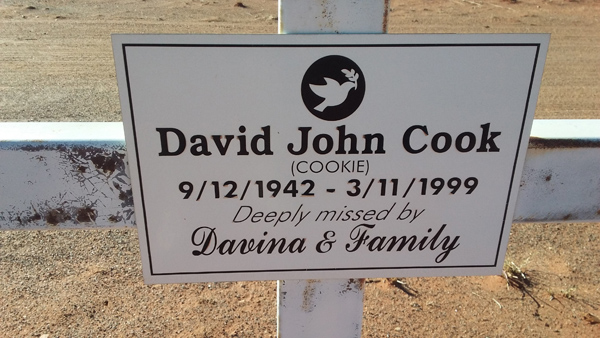 David John Cook
(COOKIE)
9/12/1942 - 3/11/1999
Deeply missed by
Davina & Family